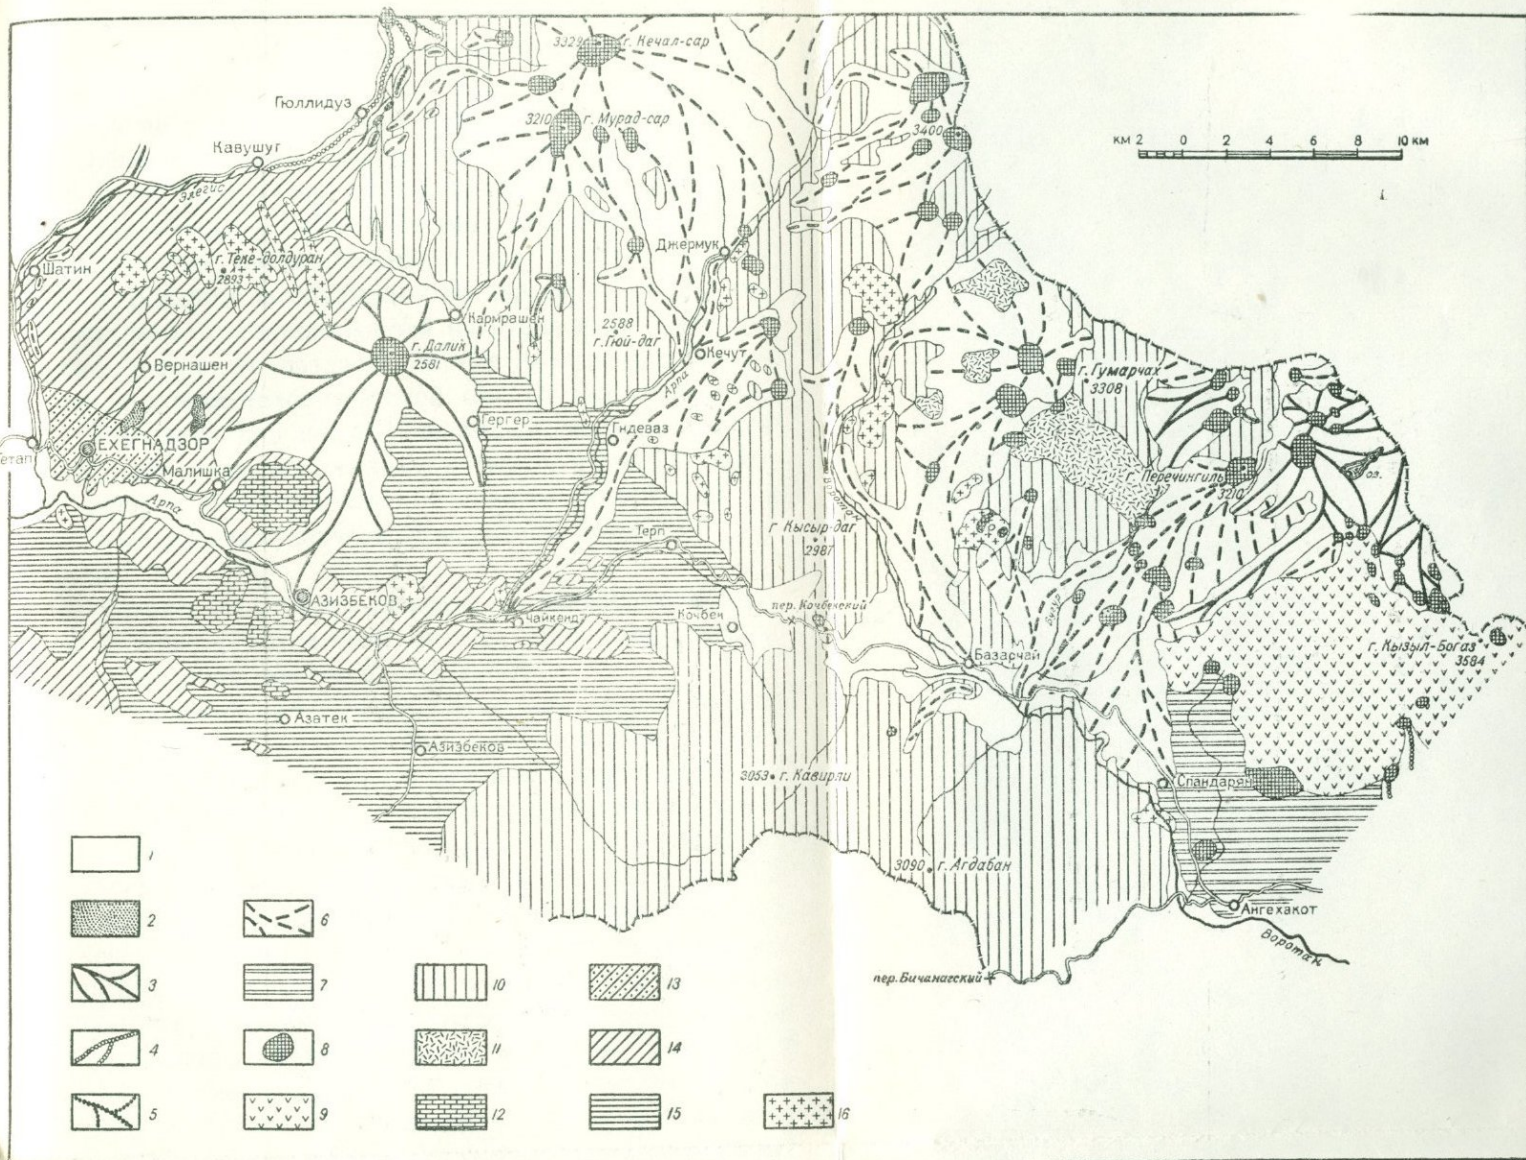 3329 г. Кечал-сар
Гюллидуз
3210 г. Мурад-сар
3400
км 2 0 2 4 6 8 10 км
Кавушуг
Элегис
Джермук
г. Теке-долдуран
2893
Шатин
Кармрашен
2588
г. Гюй-даг
г. Далик
2581
Кечут
Арпа
Вернашен
г. Гумарчах
3308
Гергер
Гндеваз
ЕХЕГНАДЗОР
Гетап
Малишка
оз.
г. Перечингиль
3210
Арпа
Воротан
г. Кысыр-даг
2987
Терп
АЗИЗБЕКОВ
пер. Кочбекский
Чайкенд
Кочбек
Базарчай
г. Кызыл-Богаз
3584
Азатек
Азизбеков
3053 г. Кавирли
Спандарян
3090 г. Агдабан
Ангехакот
Воротан
пер. Бичанагский
1
2
6
3
7
10
13
4
8
11
14
5
9
12
15
16